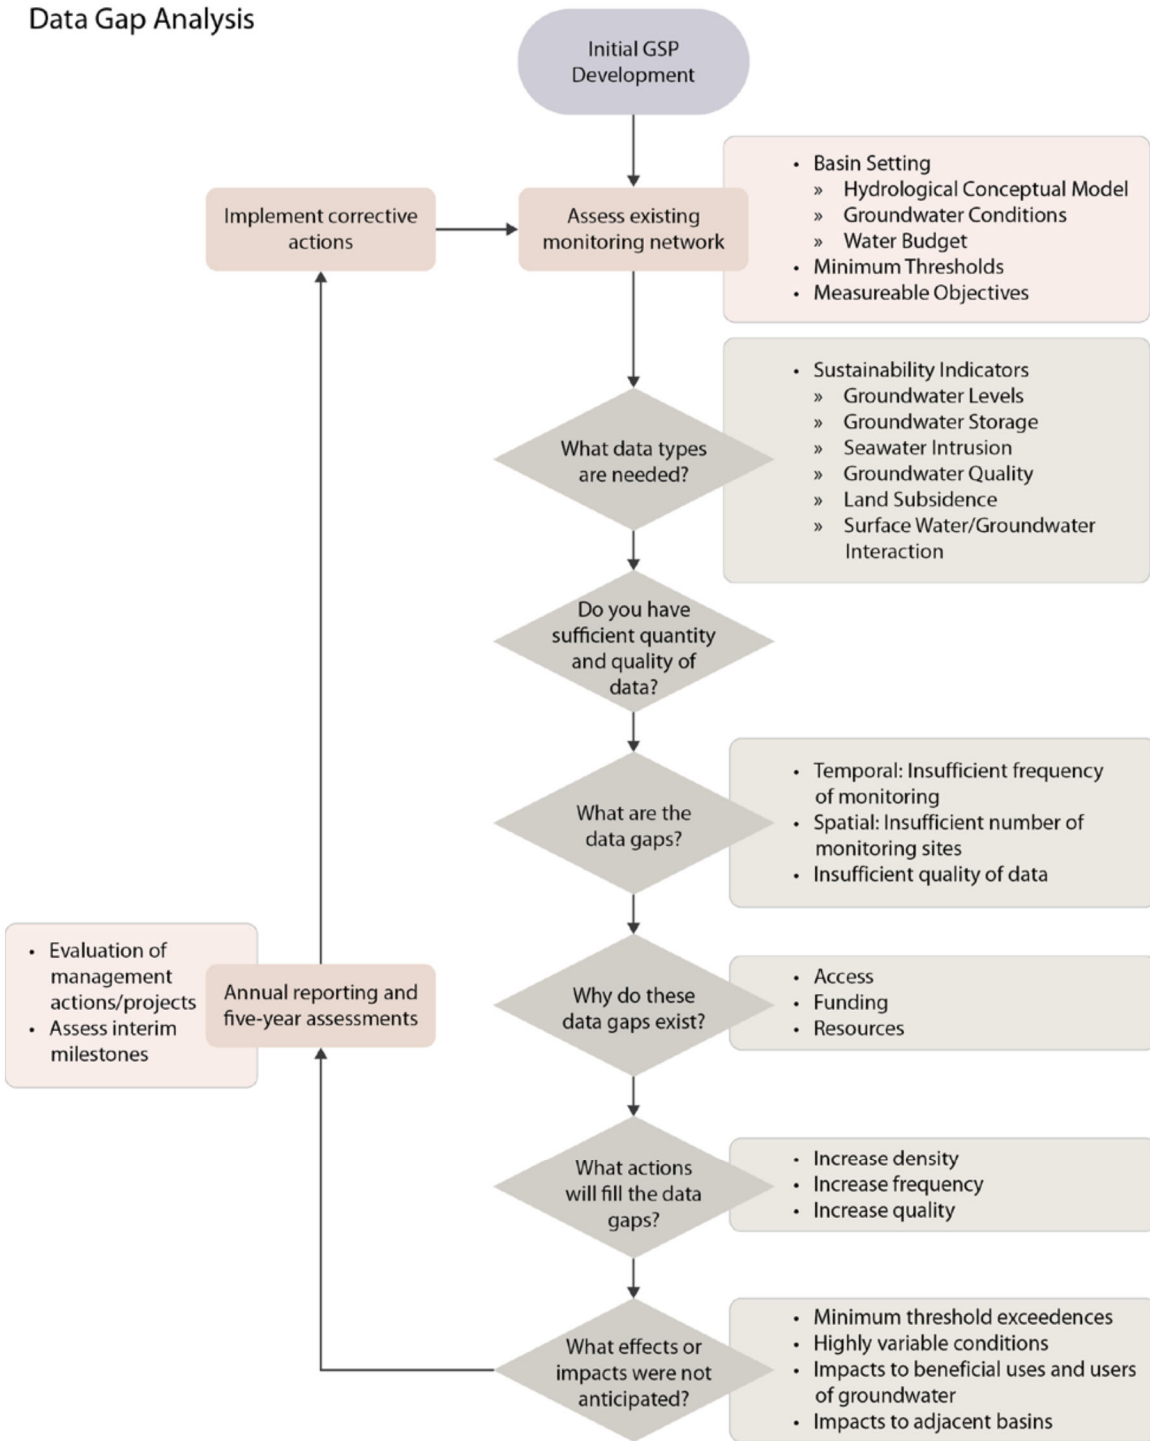 Data Gap Analysis
Initial GSP
Development
Implement corrective
actions
Assess existing
monitoring network
• Basin Setting
» Hydrological Conceptual Model
» Groundwater Conditions
» Water Budget
• Minimum Thresholds
• Measureable Objectives
What data types
are needed?
• Sustainability Indicators
» Groundwater Levels
» Groundwater Storage
» Seawater Intrusion
» Groundwater Quality
» Land Subsidence
» Surface Water/Groundwater
Interaction
Do you have
sufficient quantity
and quality of
data?
What are the
data gaps?
• Temporal: Insufficient frequency
of monitoring
• Spatial: Insufficient number of
monitoring sites
• Insufficient quality of data
• Evaluation of
management
actions/projects
• Assess interim
milestones
Annual reporting and
five-year assessments
Why do these
data gaps exist?
• Access
• Funding
• Resources
What actions
will fill the data
gaps?
• Increase density
• Increase frequency
• Increase quality
What effects or
impacts were not
anticipated?
• Minimum threshold exceedences
• Highly variable conditions
• Impacts to beneficial uses and users
of groundwater
• Impacts to adjacent basins